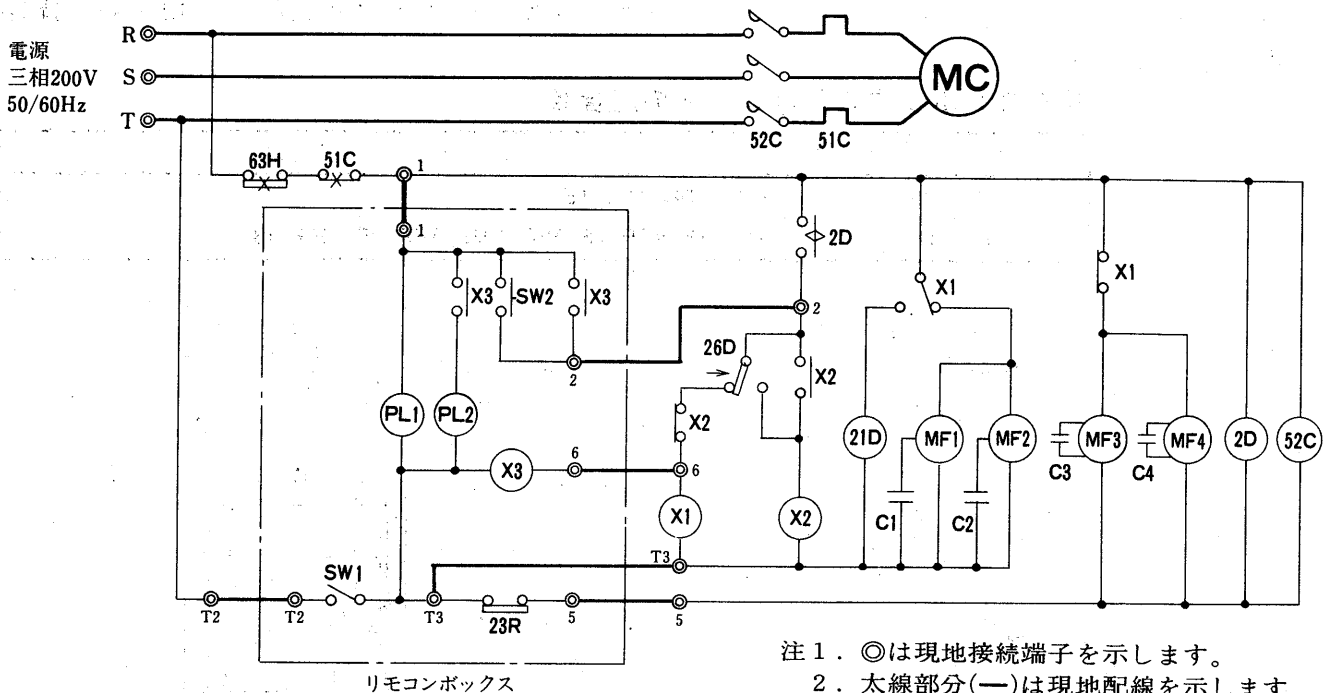 電源
三相200V
50/60Hz
R
S
T
52C
51C
MC
63H
51C
1
1
X3
SW2
X3
2
2D
2
26D
X2
X2
X1
X1
PL1
PL2
X3
6
6
X1
X2
21D
MF1
MF2
C1
C2
MF3
C3
MF4
C4
2D
52C
T3
T2
T2
SW1
T3
23R
5
5
リモコンボックス
注1．◎は現地接続端子を示します。
2．太線部分(━)は現地配線を示します